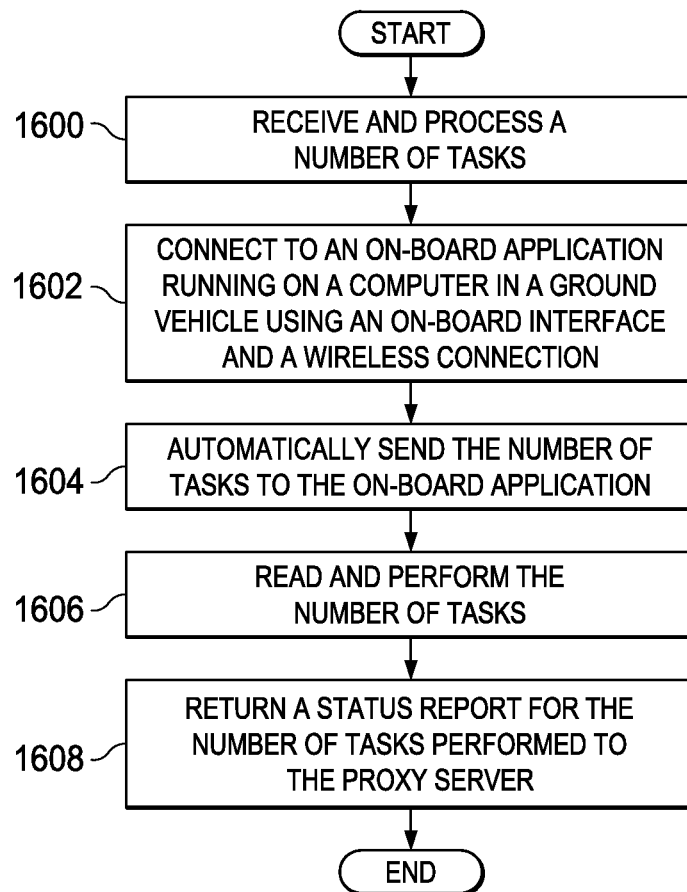 START
1600
RECEIVE AND PROCESS A
NUMBER OF TASKS
1602
CONNECT TO AN ON-BOARD APPLICATION
RUNNING ON A COMPUTER IN A GROUND
VEHICLE USING AN ON-BOARD INTERFACE
AND A WIRELESS CONNECTION
1604
AUTOMATICALLY SEND THE NUMBER OF
TASKS TO THE ON-BOARD APPLICATION
1606
READ AND PERFORM THE
NUMBER OF TASKS
1608
RETURN A STATUS REPORT FOR THE
NUMBER OF TASKS PERFORMED TO
THE PROXY SERVER
END